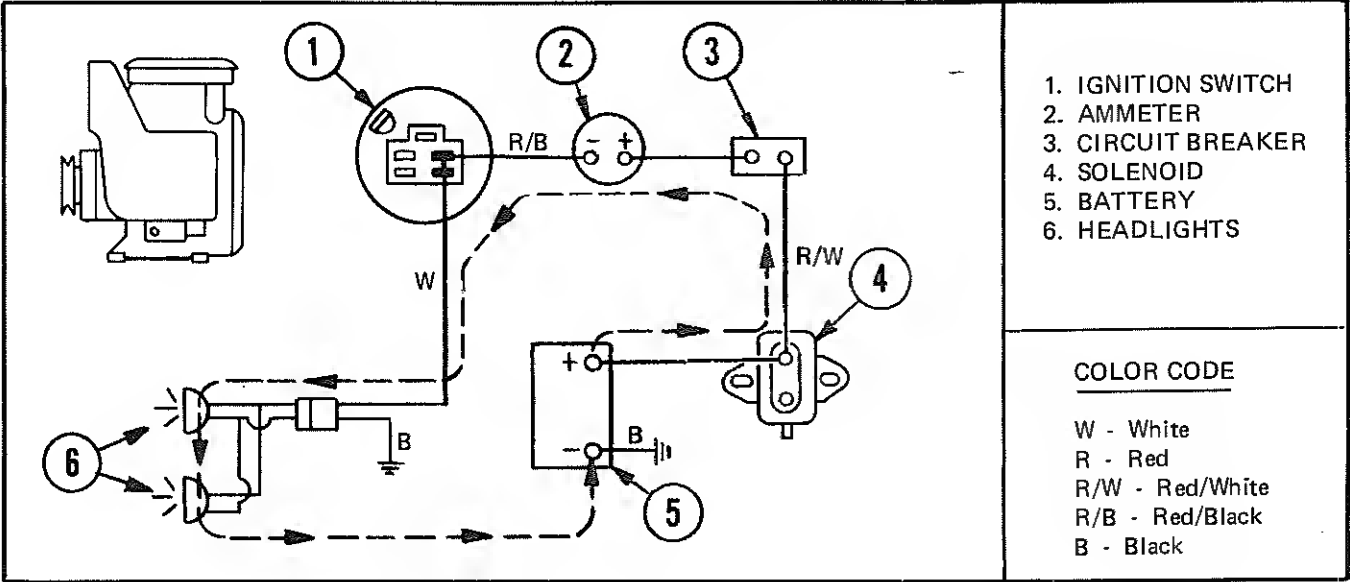 1
2
3
R/B
- +
W
R/W
4
+
B
-
B
6
5
1. IGNITION SWITCH
2. AMMETER
3. CIRCUIT BREAKER
4. SOLENOID
5. BATTERY
6. HEADLIGHTS
COLOR CODE
W - White
R - Red
R/W - Red/White
R/B - Red/Black
B - Black